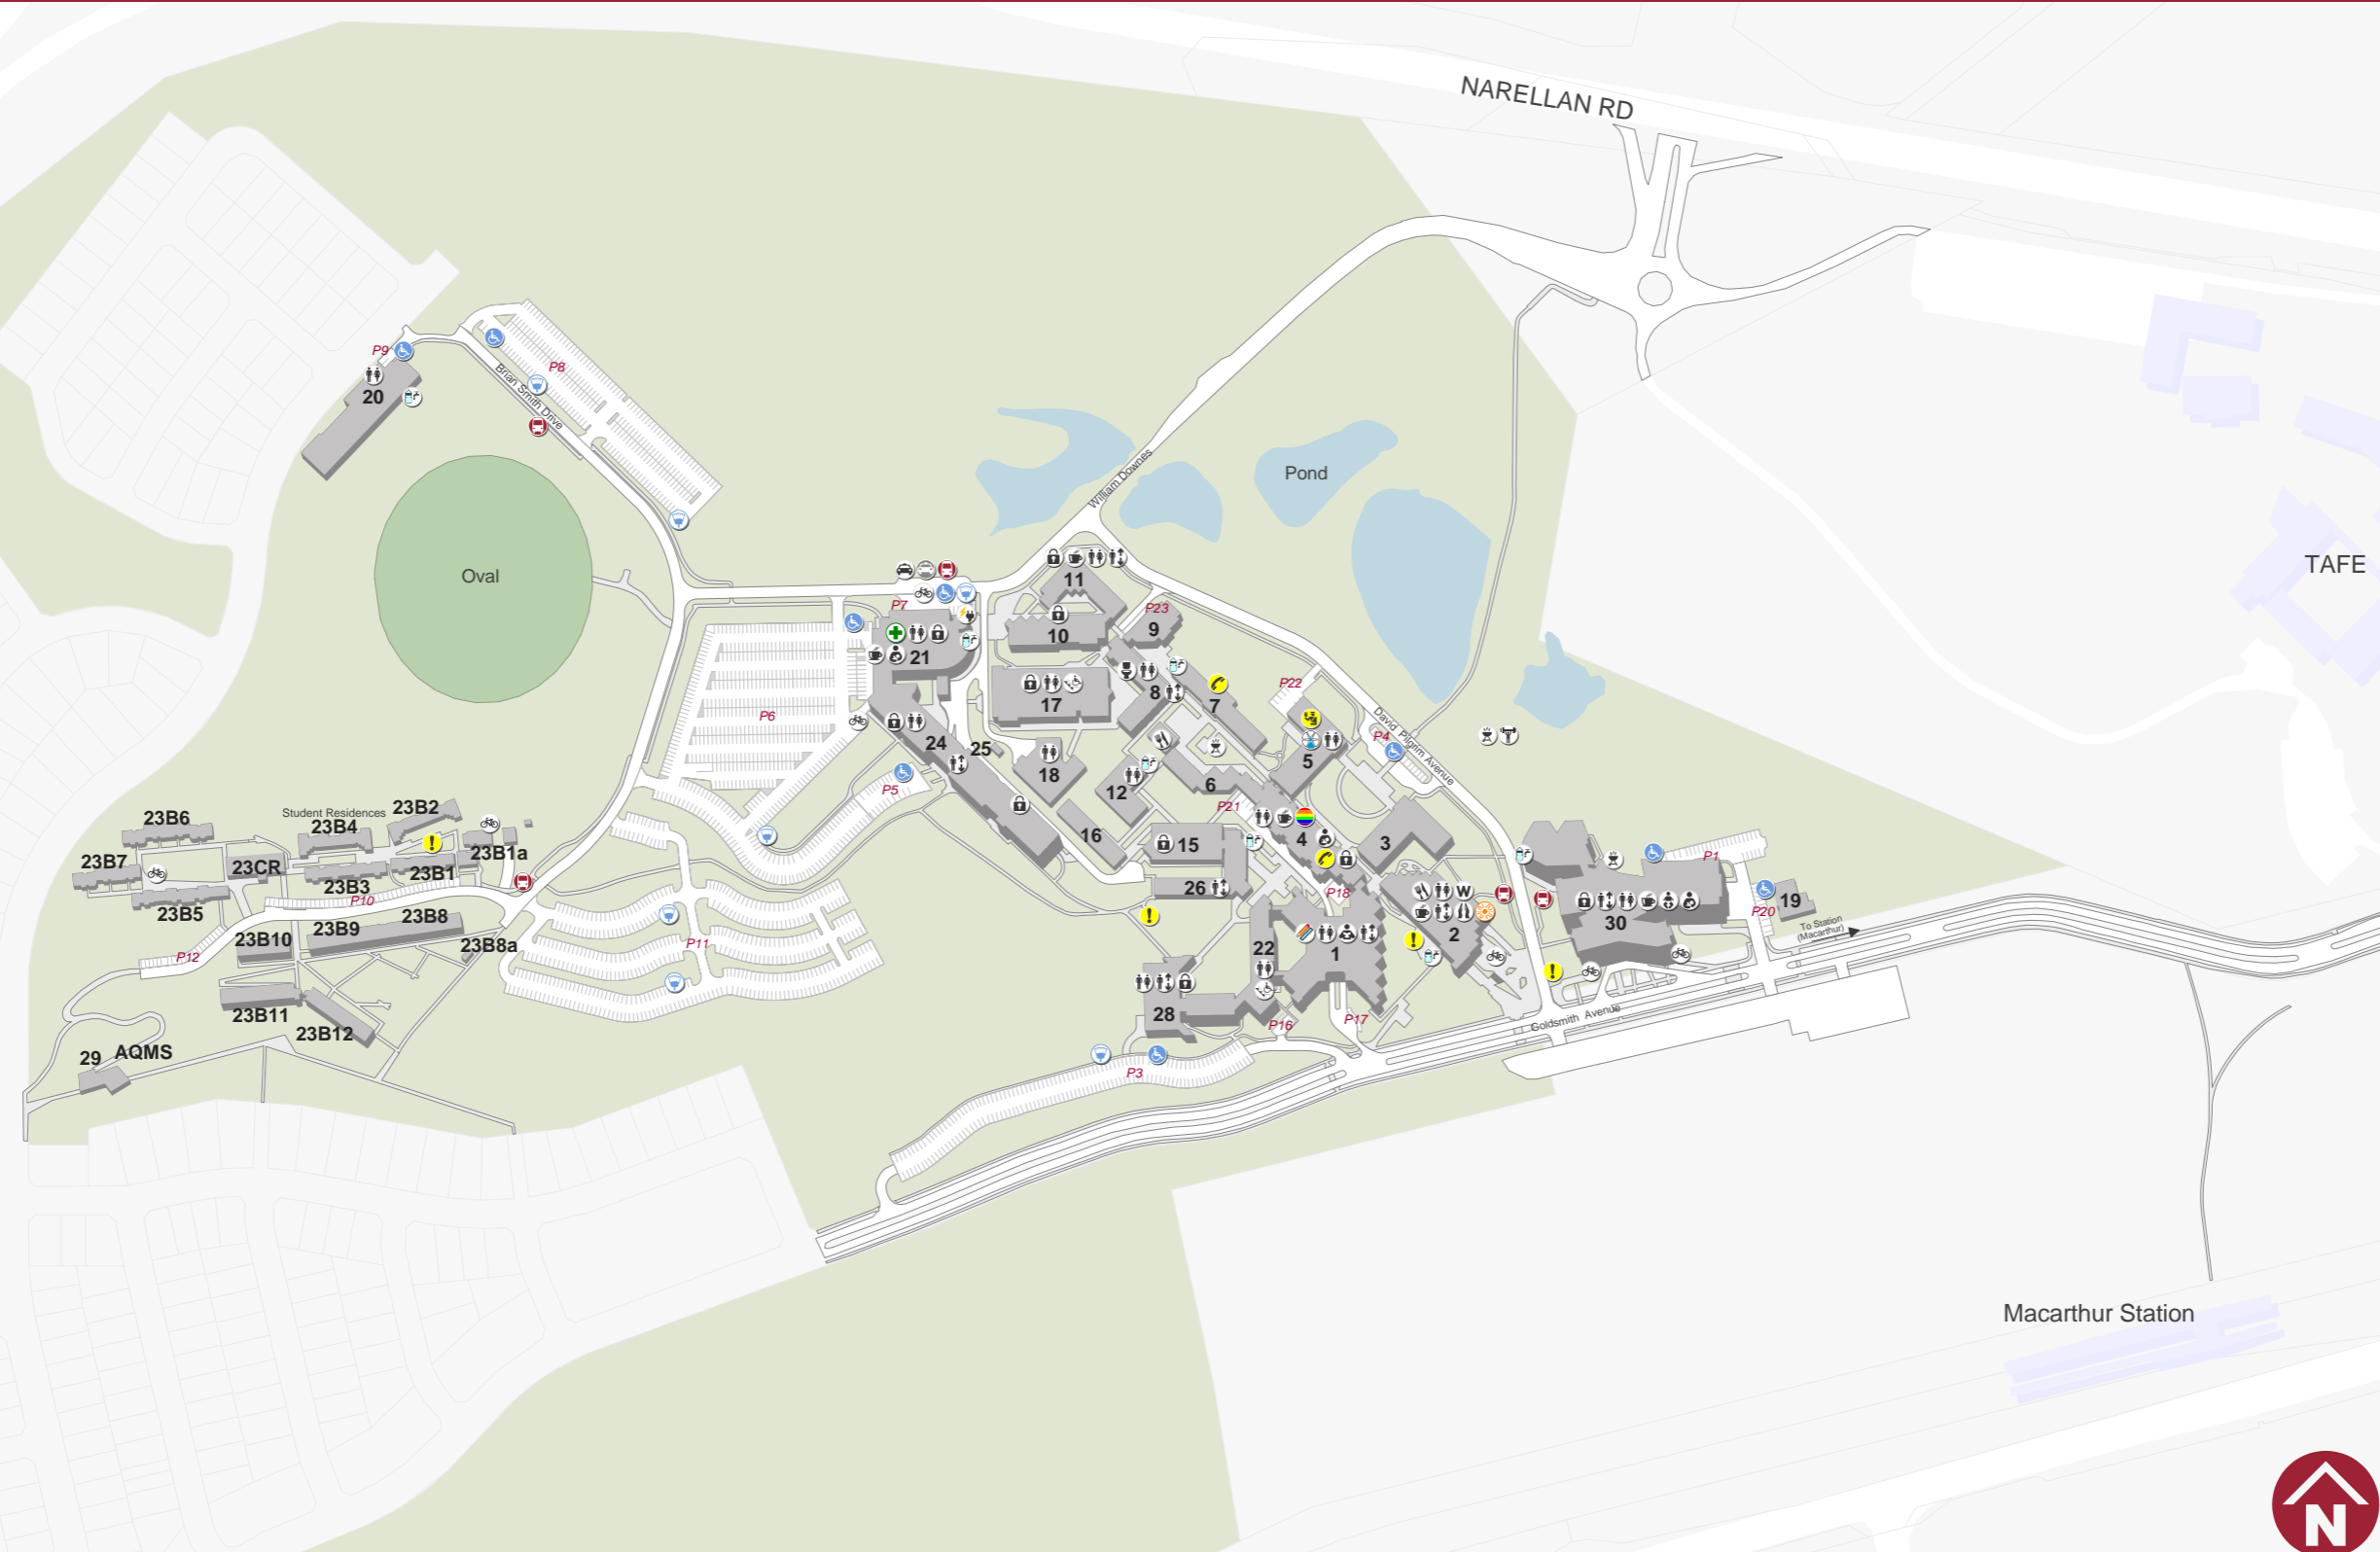 NARELLAN RD
P9
P8
20
Brian Smith Drive
William Downes
Pond
Oval
TAFE
11
P7
P23
10
9
21
8
7
P22
17
P6
David Pilgrim Avenue
P4
24
25
5
18
P5
6
12
P21
Student Residences
23B2
23B6
23B4
23B1a
16
15
4
3
P1
23B7
23CR
23B1
23B3
23B5
P10
26
P18
W
19
P20
23B8
23B9
23B10
23B8a
P11
22
2
30
To Station
(Macarthur)
1
P12
23B11
23B12
28
P16
P17
Goldsmith Avenue
29
AQMS
P3
Macarthur Station
N